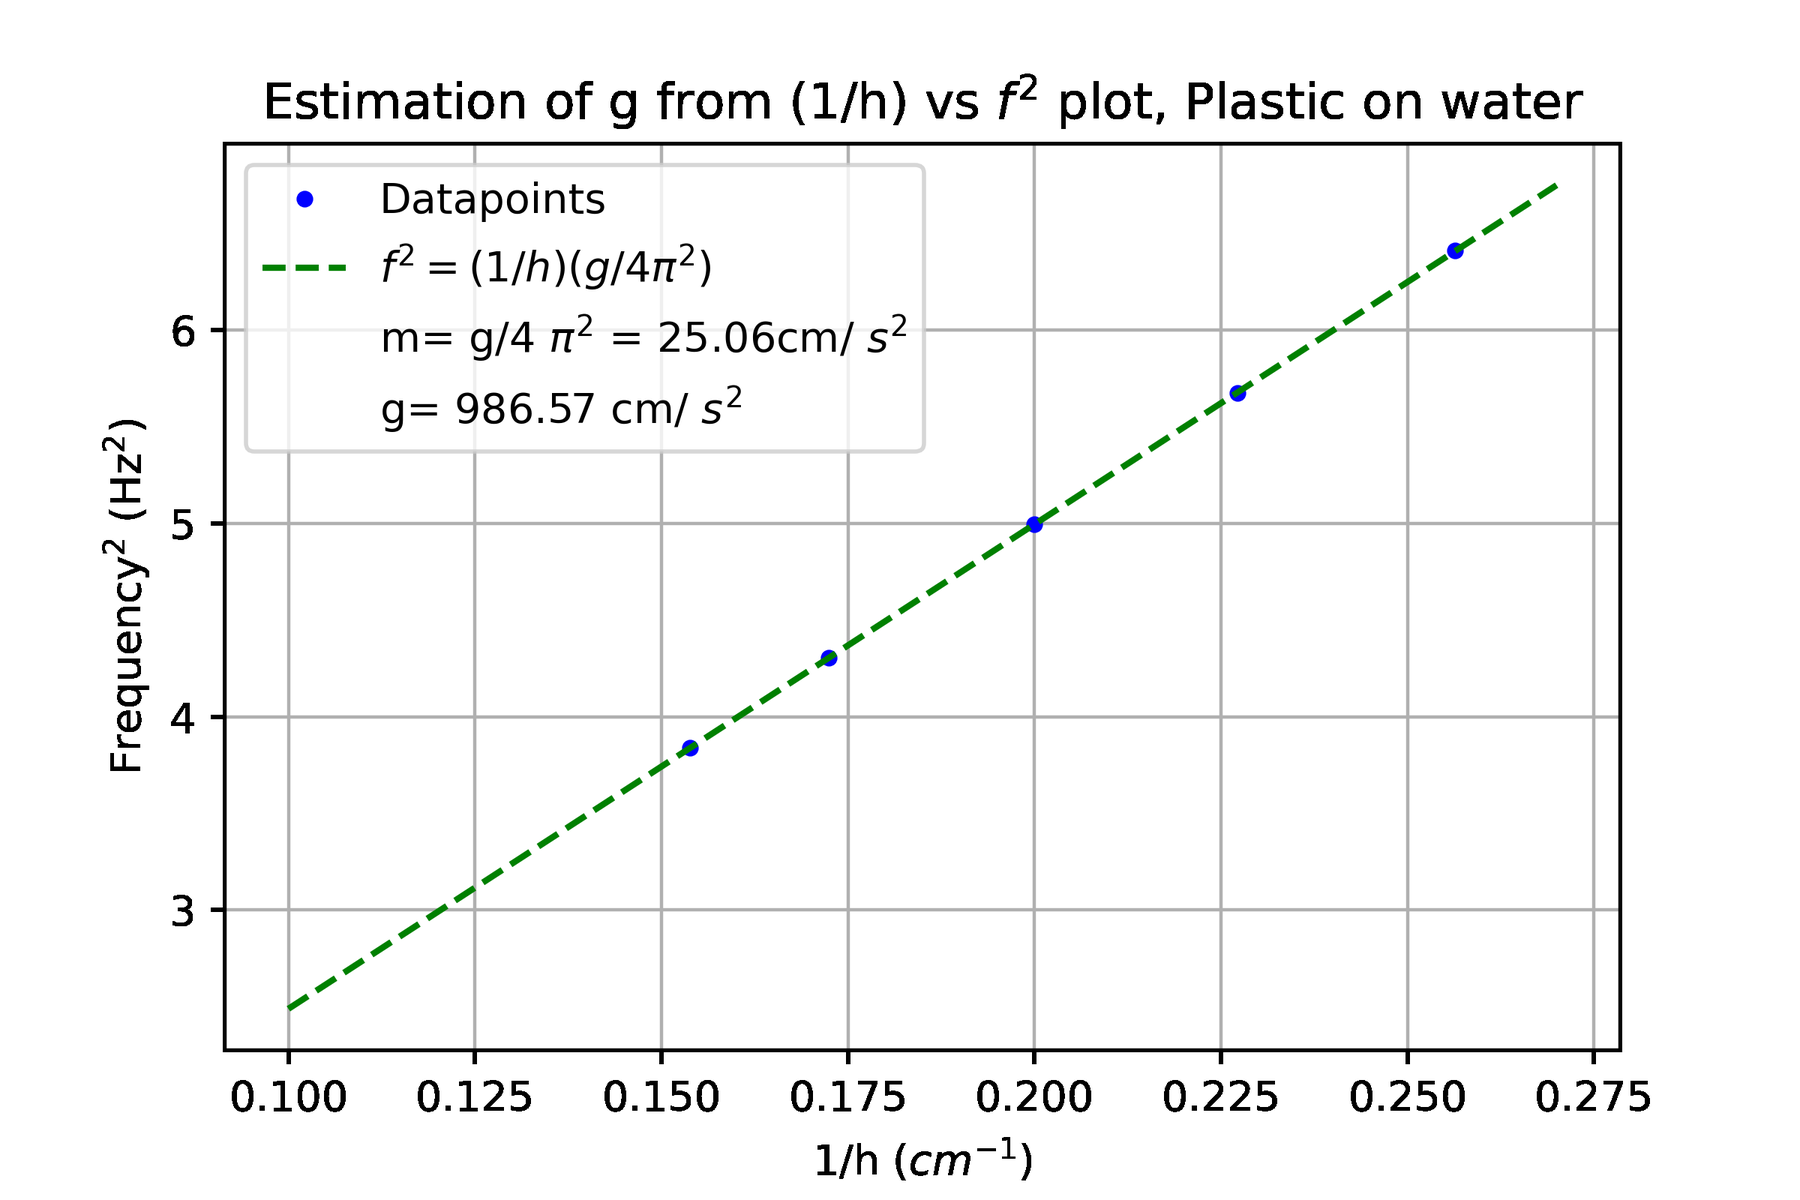 Estimation of g from (1/h) vs f² plot, Plastic on water
Datapoints
f² = (1/h)(g/4π²)
m= g/4 π² = 25.06cm/ s²
g= 986.57 cm/ s²
Frequency² (Hz²)
6
5
4
3
0.100 0.125 0.150 0.175 0.200 0.225 0.250 0.275
1/h (cm⁻¹)